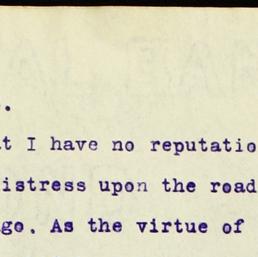 .
t I have no reputatio
istress upon the road
go. As the virtue of